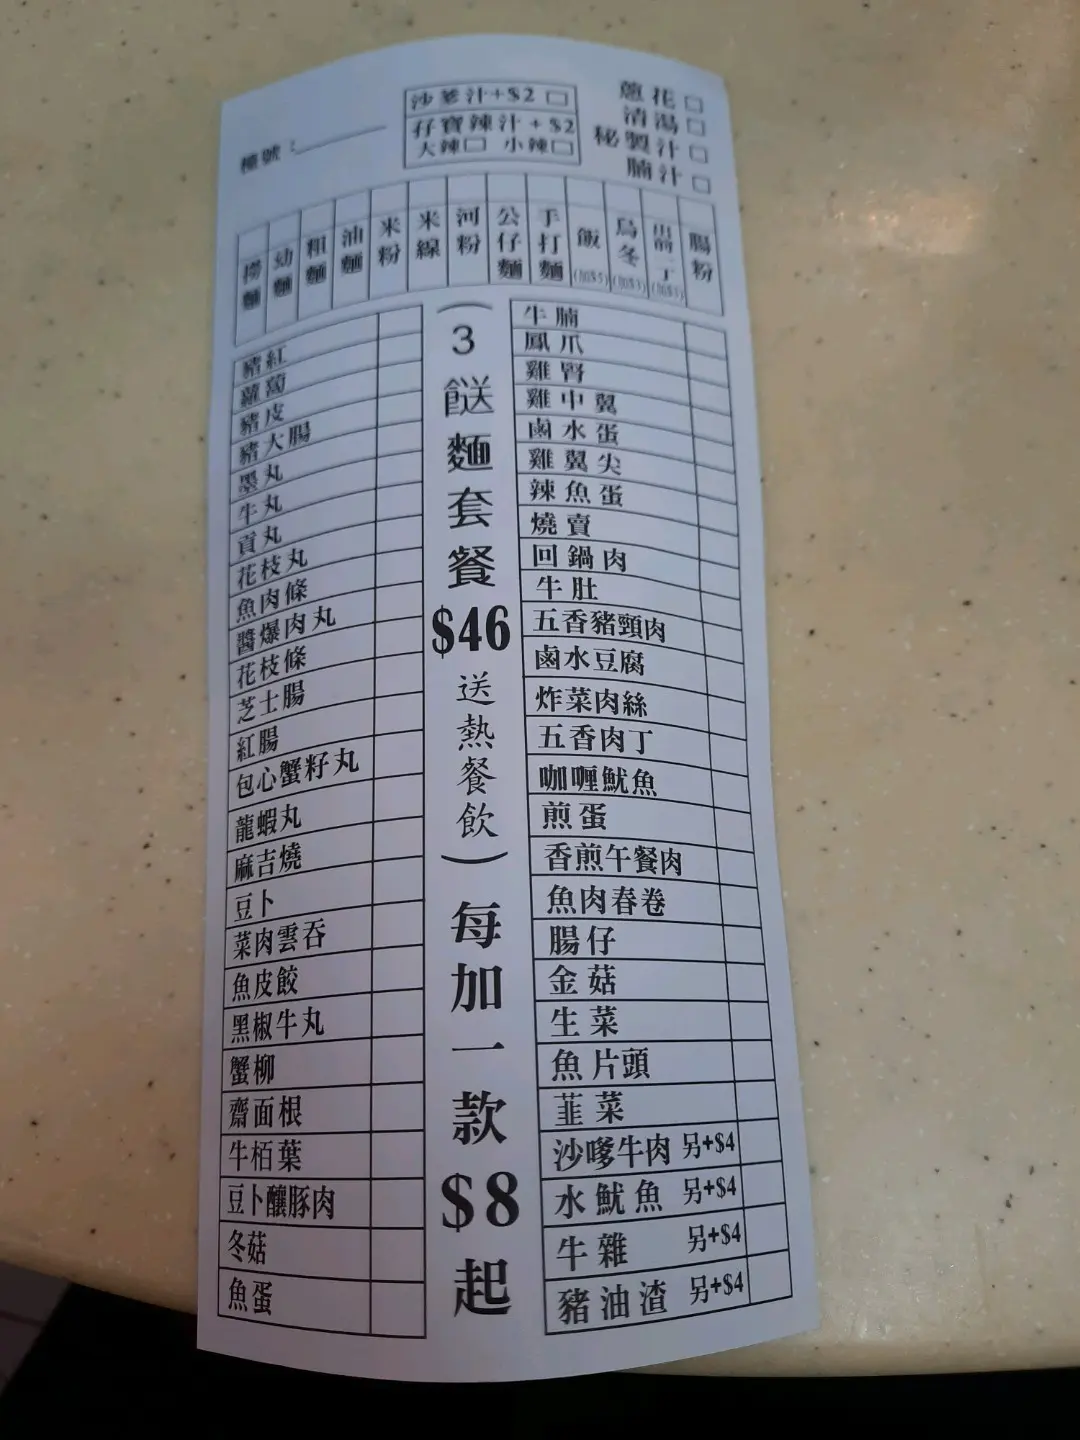 檯號：
沙爹汁+$2
仔寶辣汁+$2
大辣 小辣
蔥花
清湯
秘製汁
腩汁
撈麵
幼麵
粗麵
油麵
米粉
米線
河粉
公仔麵
手打麵
飯
烏冬
出前一丁
腸粉
豬紅
蘿蔔
豬皮
豬大腸
墨丸
牛丸
貢丸
花枝丸
魚肉條
醬爆肉丸
花枝條
芝士腸
紅腸
包心蟹籽丸
龍蝦丸
麻吉燒
豆卜
菜肉雲吞
魚皮餃
黑椒牛丸
蟹柳
齋面根
牛栢葉
豆卜釀豚肉
冬菇
魚蛋
（3餸麵套餐$46送熱餐飲）每加一款$8起
牛腩
鳳爪
雞腎
雞中翼
鹵水蛋
雞翼尖
辣魚蛋
燒賣
回鍋肉
牛肚
五香豬頸肉
鹵水豆腐
炸菜肉絲
五香肉丁
咖喱魷魚
煎蛋
香煎午餐肉
魚肉春卷
腸仔
金菇
生菜
魚片頭
韮菜
沙嗲牛肉 另+$4
水魷魚 另+$4
牛雜 另+$4
豬油渣 另+$4